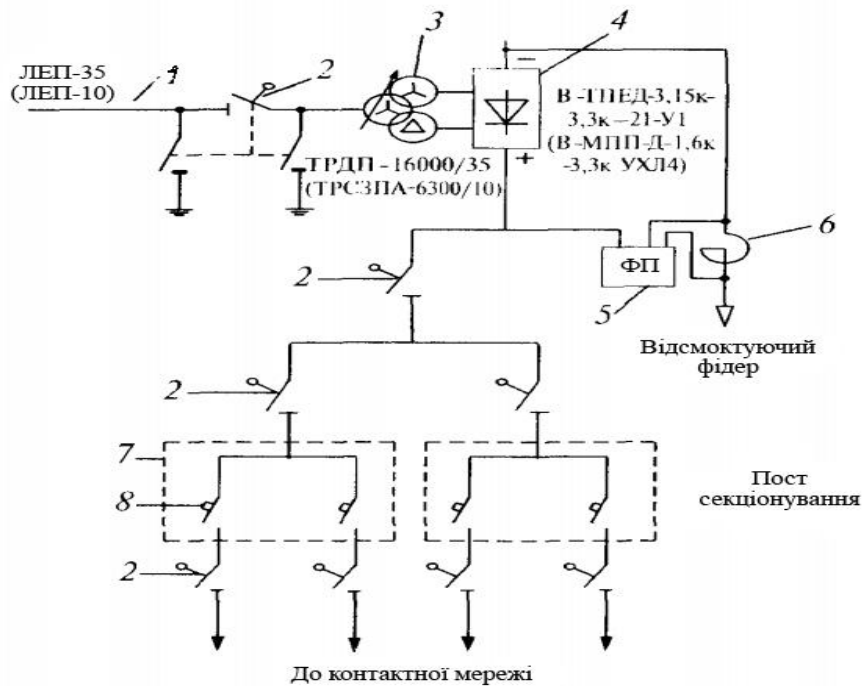 ЛЕП-35
(ЛЕП-10)
1
2
3
4
–
+
В-ТПЕД-3,15к-
3,3к–21-У1
(В-МПП-Д-1,6к
-3,3к УХЛ4)
ТРДП-16000/35
(ТРСЗПА-6300/10)
2
ФП
5
6
Відсмоктуючий
фідер
2
7
8
Пост
секціонування
2
До контактної мережі